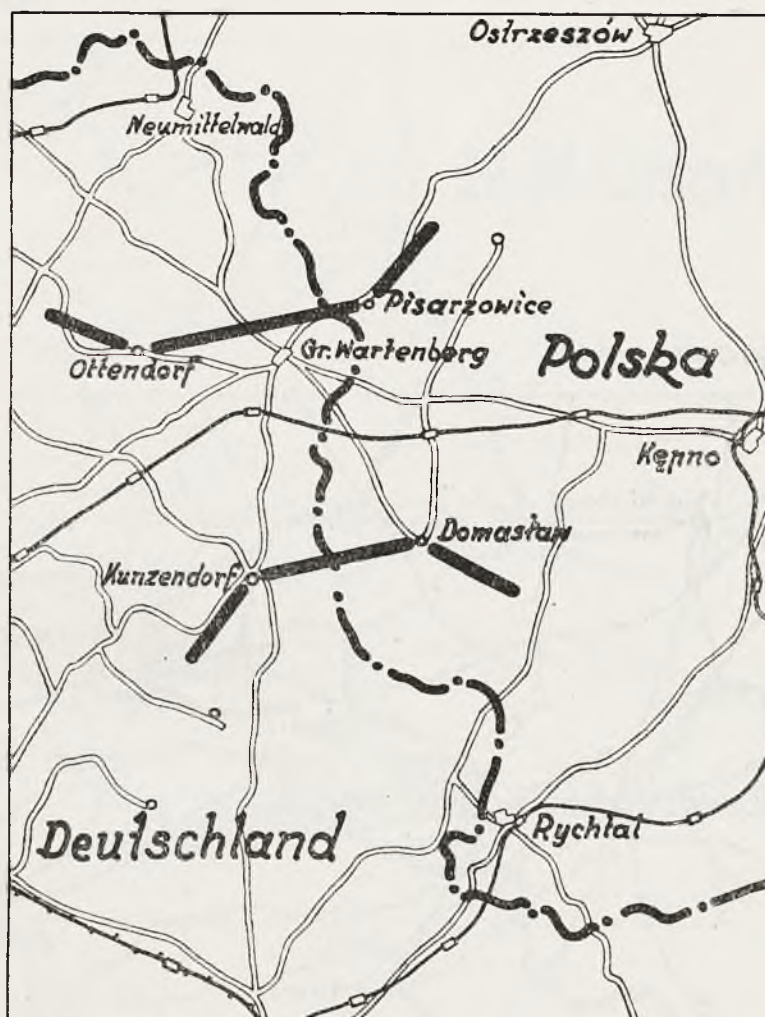 Ostrzeszów
Neumittelwald
Pisarzowice
Gr. Wartenberg
Polska
Ottendorf
Kępno
Domasław
Kunzendorf
Deutschland
Rychtal